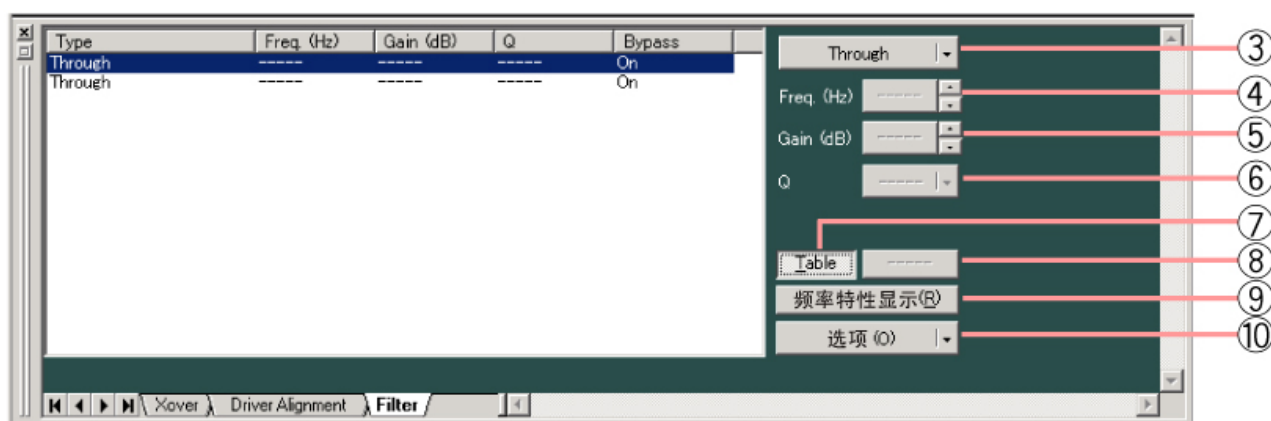 Type Freq. (Hz) Gain (dB) Q Bypass
Through ----- ----- ----- On
Through ----- ----- ----- On
Through
③
Freq. (Hz) -----
④
Gain (dB) -----
⑤
Q -----
⑥
⑦
Table -----
⑧
频率特性显示(R)
⑨
选项(O)
⑩
Xover Driver Alignment Filter